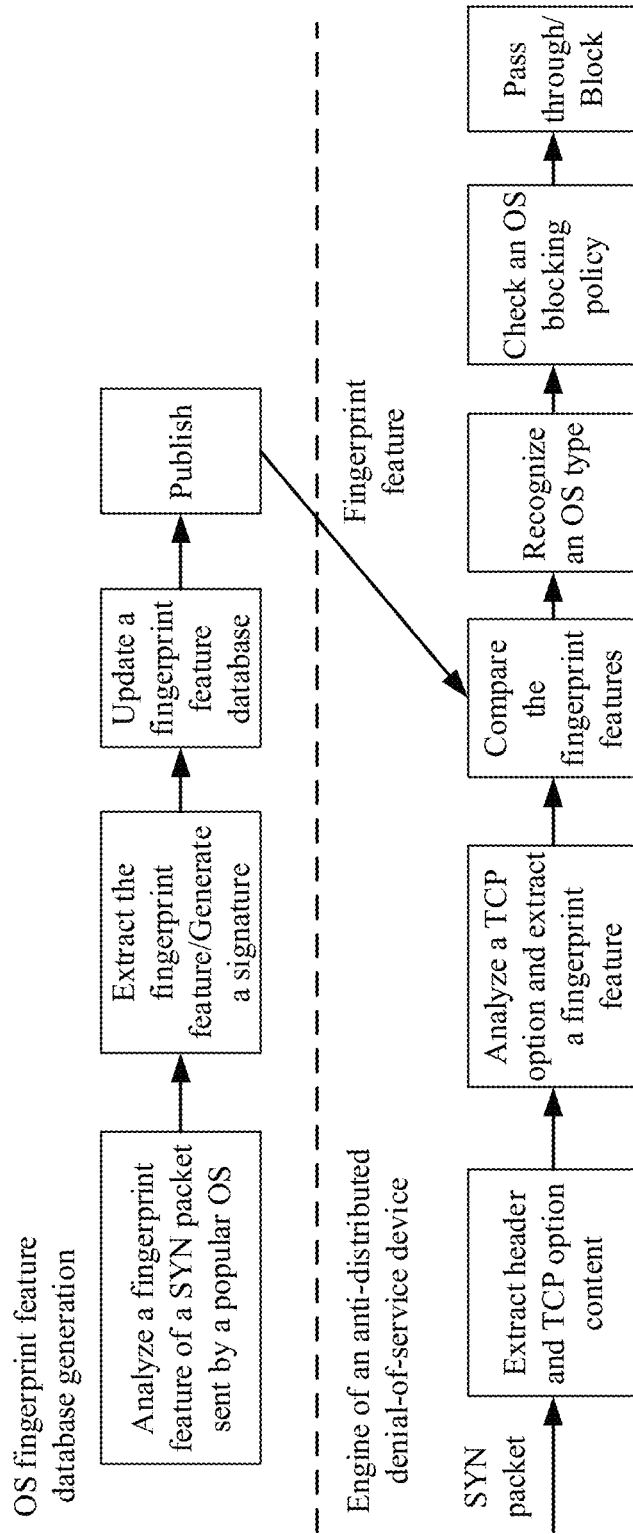 OS fingerprint feature
database generation
Analyze a fingerprint
feature of a SYN packet
sent by a popular OS
Extract the
fingerprint
feature/Generate
a signature
Update a
fingerprint
feature
database
Publish
Engine of an anti-distributed
denial-of-service device
Fingerprint
feature
SYN
packet
Extract header
and TCP option
content
Analyze a TCP
option and extract
a fingerprint
feature
Compare
the
fingerprint
features
Recognize
an OS type
Check an OS
blocking
policy
Pass
through/
Block